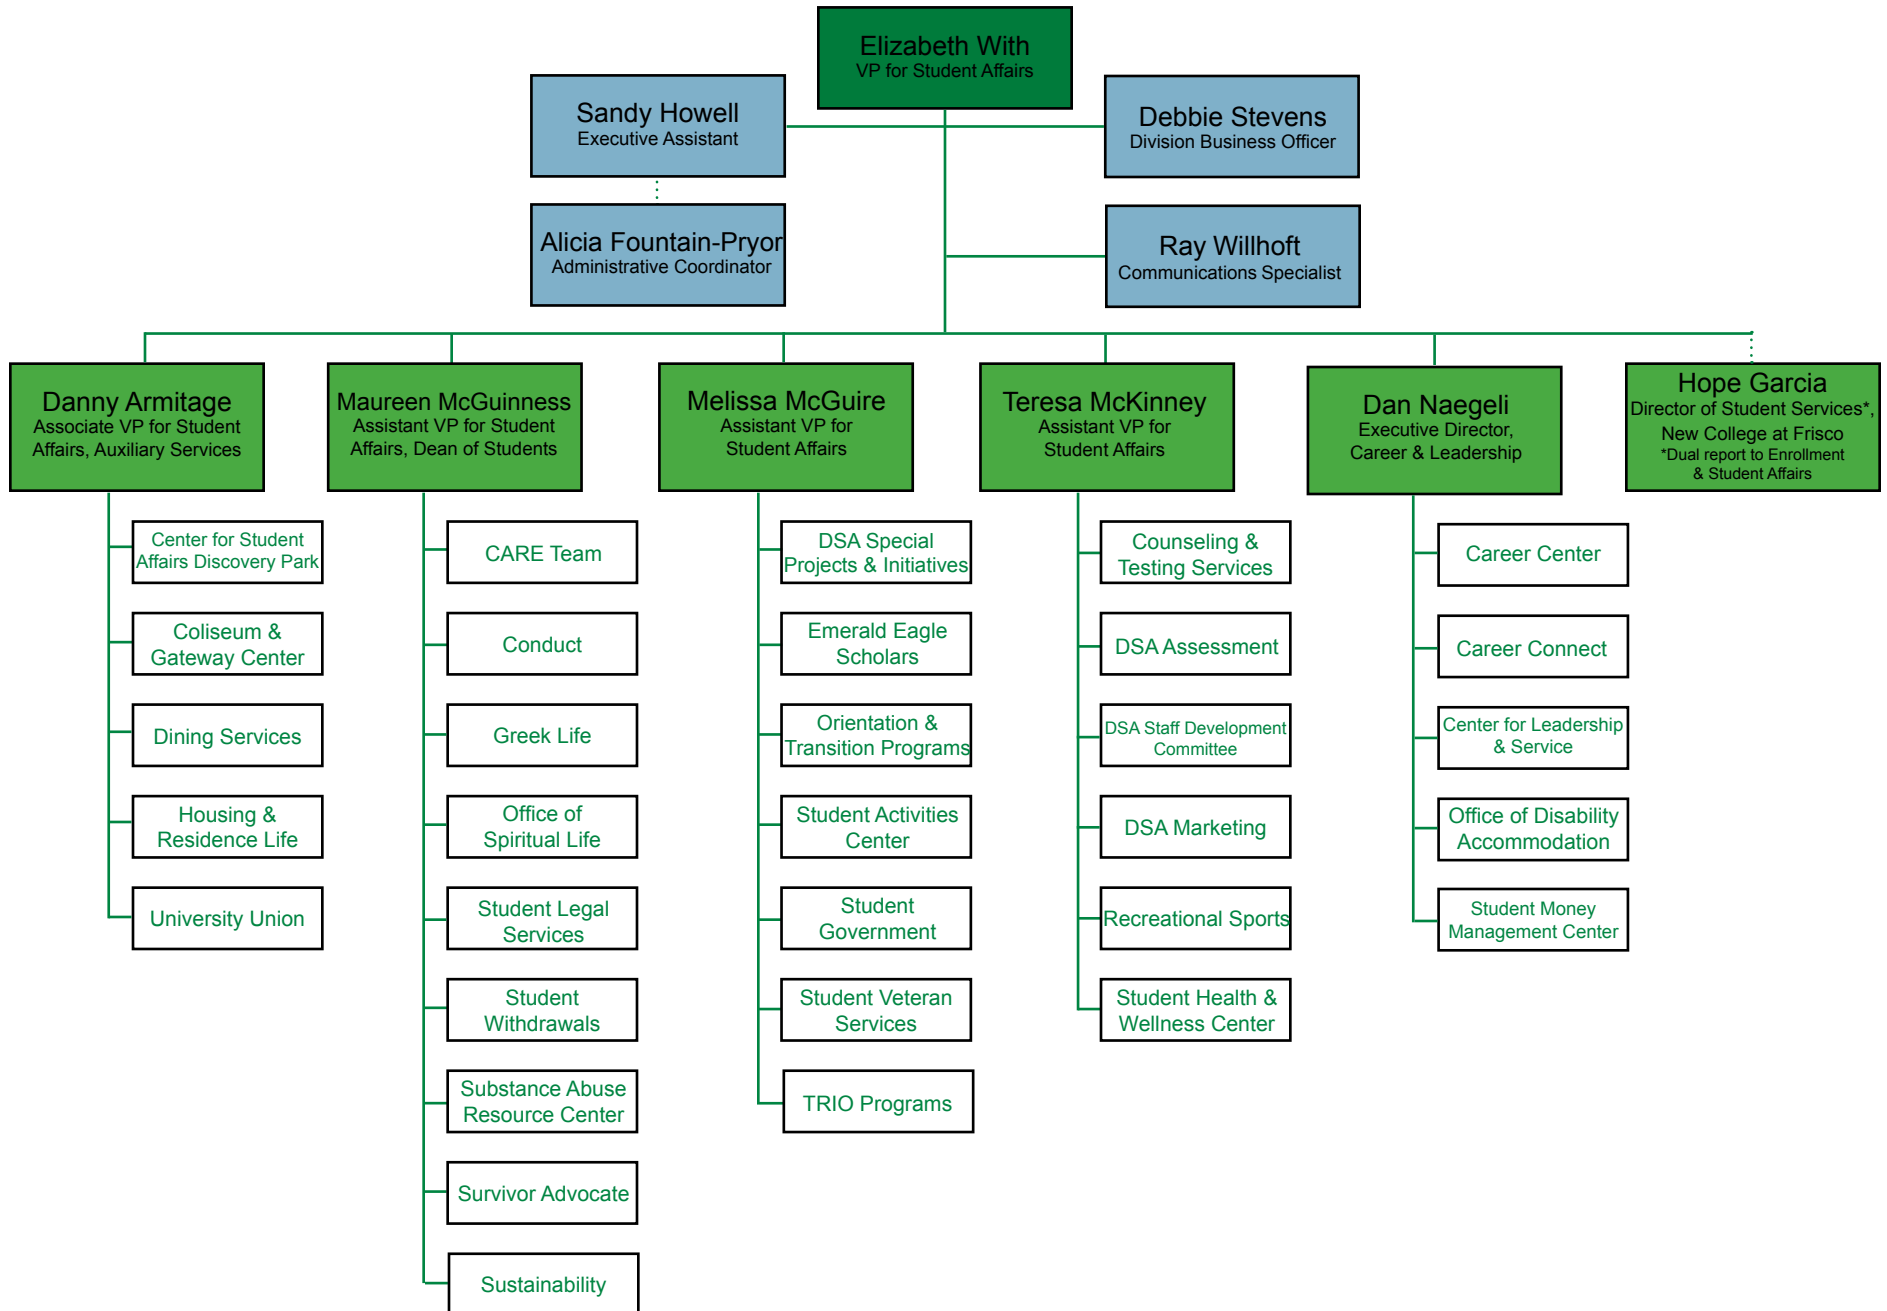 Elizabeth With
VP for Student Affairs
Sandy Howell
Executive Assistant
Debbie Stevens
Division Business Officer
Alicia Fountain-Pryor
Administrative Coordinator
Ray Willhoft
Communications Specialist
Danny Armitage
Associate VP for Student
Affairs, Auxiliary Services
Center for Student
Affairs Discovery Park
Coliseum &
Gateway Center
Dining Services
Housing &
Residence Life
University Union
Maureen McGuinness
Assistant VP for Student
Affairs, Dean of Students
CARE Team
Conduct
Greek Life
Office of
Spiritual Life
Student Legal
Services
Student
Withdrawals
Substance Abuse
Resource Center
Survivor Advocate
Sustainability
Melissa McGuire
Assistant VP for
Student Affairs
DSA Special
Projects & Initiatives
Emerald Eagle
Scholars
Orientation &
Transition Programs
Student Activities
Center
Student
Government
Student Veteran
Services
TRIO Programs
Teresa McKinney
Assistant VP for
Student Affairs
Counseling &
Testing Services
DSA Assessment
DSA Staff Development
Committee
DSA Marketing
Recreational Sports
Student Health &
Wellness Center
Dan Naegeli
Executive Director,
Career & Leadership
Career Center
Career Connect
Center for Leadership
& Service
Office of Disability
Accommodation
Student Money
Management Center
Hope Garcia
Director of Student Services*,
New College at Frisco
*Dual report to Enrollment
& Student Affairs